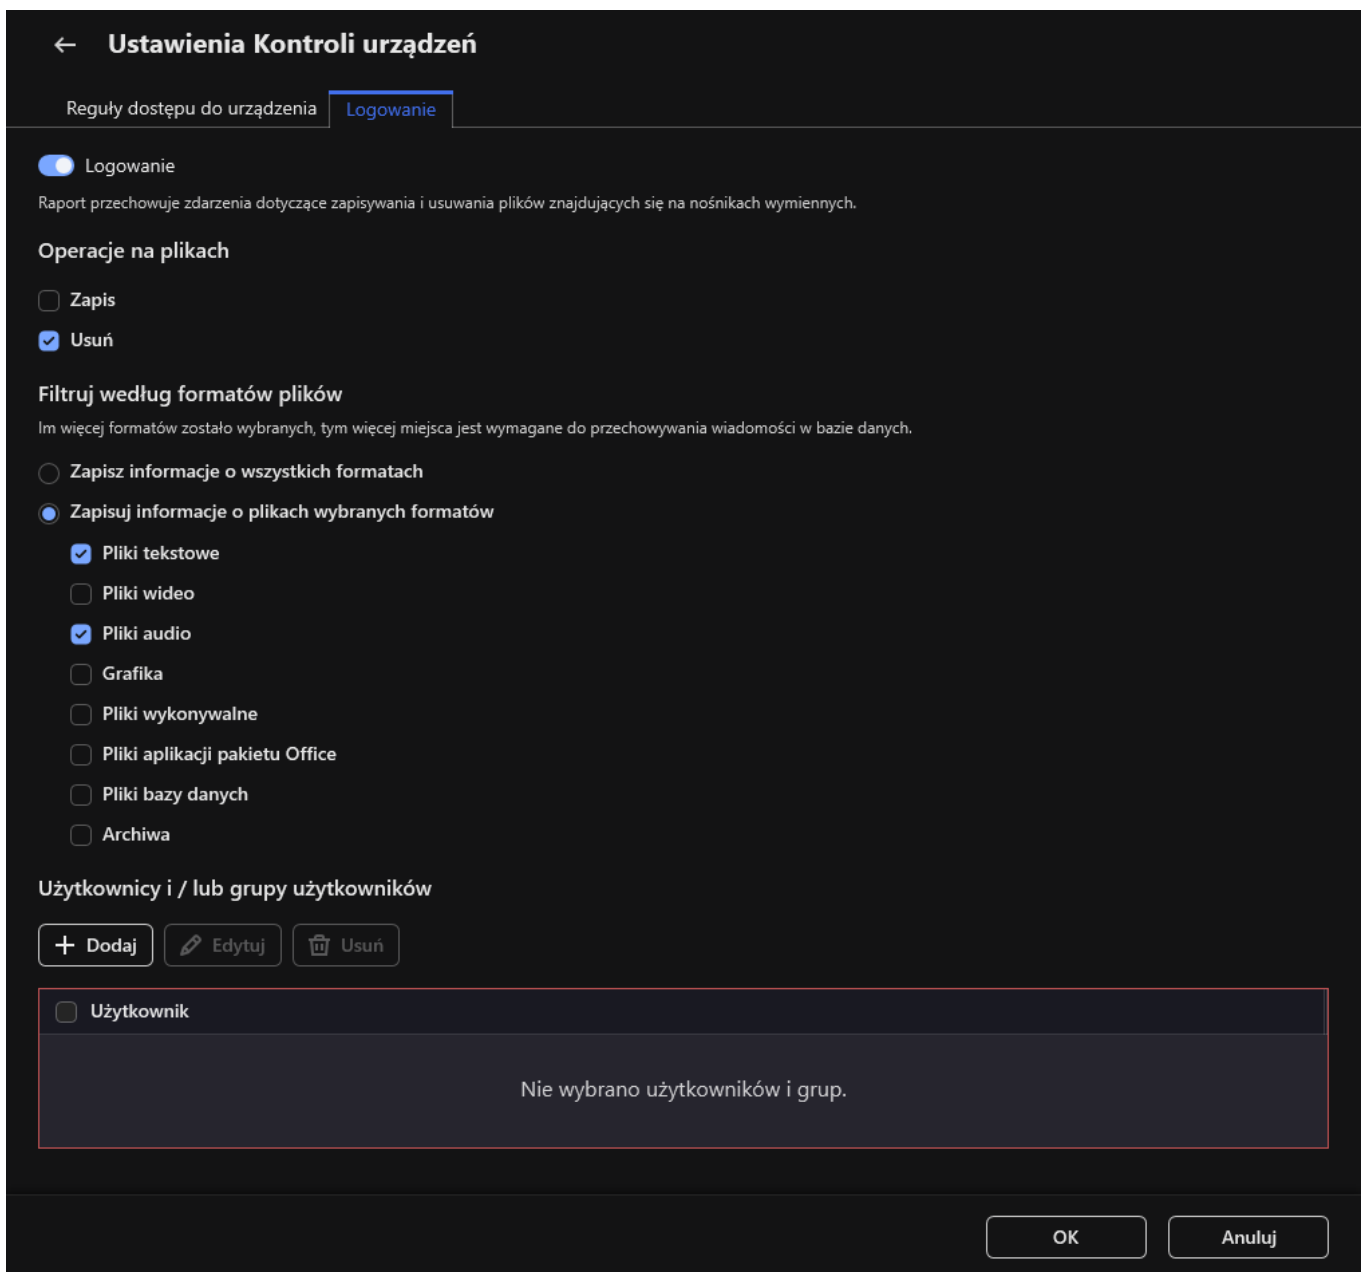 Ustawienia Kontroli urządzeń
Reguły dostępu do urządzenia
Logowanie
Logowanie
Raport przechowuje zdarzenia dotyczące zapisywania i usuwania plików znajdujących się na nośnikach wymiennych.
Operacje na plikach
Zapis
Usuń
Filtruj według formatów plików
Im więcej formatów zostało wybranych, tym więcej miejsca jest wymagane do przechowywania wiadomości w bazie danych.
Zapisz informacje o wszystkich formatach
Zapisuj informacje o plikach wybranych formatów
Pliki tekstowe
Pliki wideo
Pliki audio
Grafika
Pliki wykonywalne
Pliki aplikacji pakietu Office
Pliki bazy danych
Archiwa
Użytkownicy i / lub grupy użytkowników
Dodaj
Edytuj
Usuń
Użytkownik
Nie wybrano użytkowników i grup.
OK
Anuluj